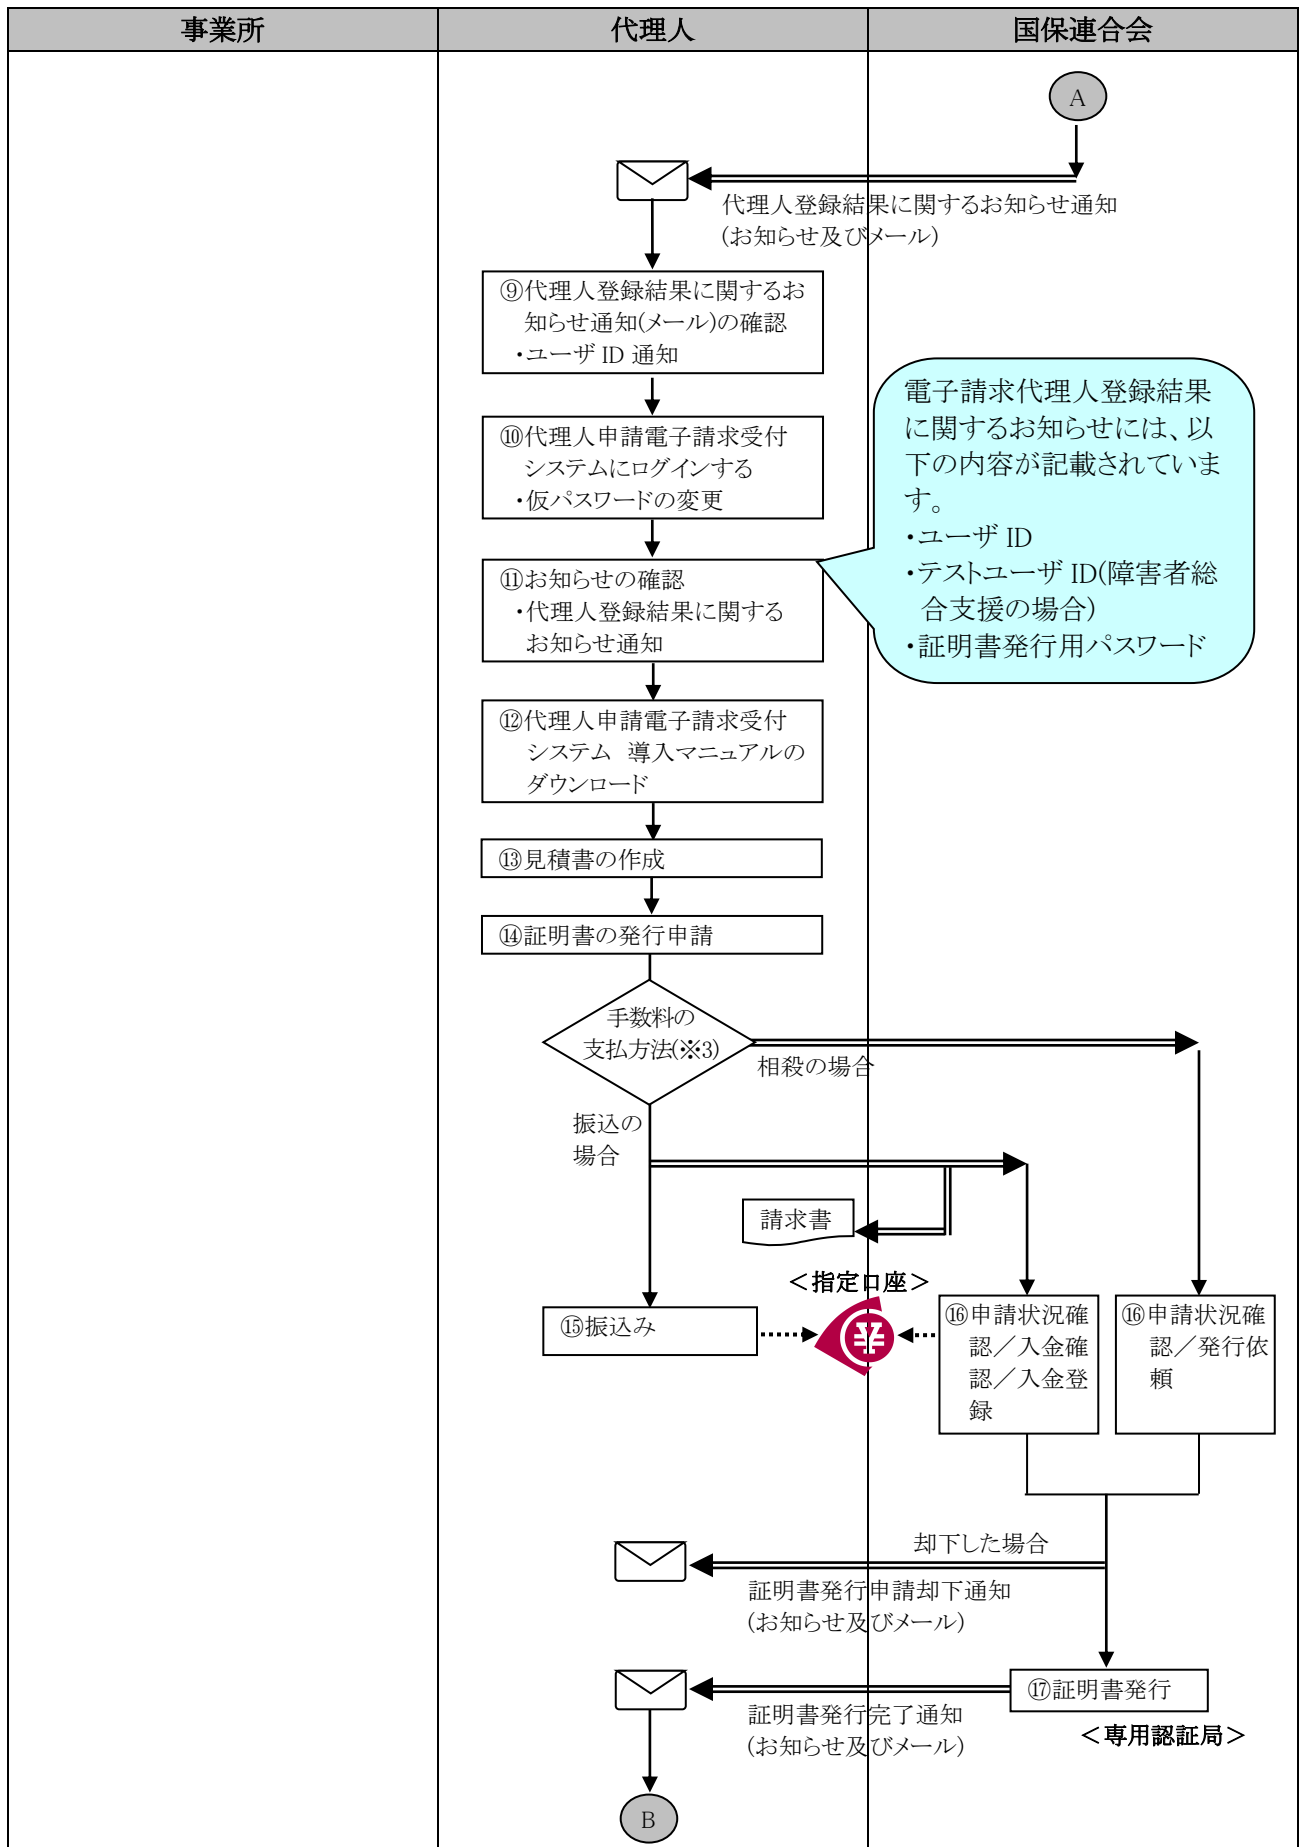 事業所
代理人
国保連合会
A
代理人登録結果に関するお知らせ通知
(お知らせ及びメール)
⑨代理人登録結果に関するお
知らせ通知(メール)の確認
・ユーザ ID 通知
⑩代理人申請電子請求受付
システムにログインする
・仮パスワードの変更
電子請求代理人登録結果
に関するお知らせには、以
下の内容が記載されていま
す。
・ユーザ ID
・テストユーザ ID(障害者総
合支援の場合)
・証明書発行用パスワード
⑪お知らせの確認
・代理人登録結果に関する
お知らせ通知
⑫代理人申請電子請求受付
システム 導入マニュアルの
ダウンロード
⑬見積書の作成
⑭証明書の発行申請
手数料の
支払方法(※3)
相殺の場合
振込の
場合
請求書
＜指定口座＞
⑮振込み
¥
⑯申請状況確
認／入金確
認／入金登
録
⑯申請状況確
認／発行依
頼
却下した場合
証明書発行申請却下通知
(お知らせ及びメール)
⑰証明書発行
証明書発行完了通知
(お知らせ及びメール)
＜専用認証局＞
B